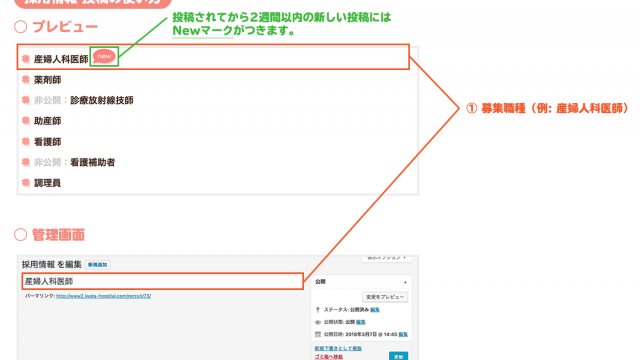 採用情報 投稿の使い方
投稿されてから2週間以内の新しい投稿には
Newマークがつきます。
プレビュー
産婦人科医師 new
薬剤師
非公開：診療放射線技師
助産師
看護師
非公開：看護補助者
調理員
① 募集職種（例: 産婦人科医師）
管理画面
表示オプション ▼
採用情報 を編集 新規追加
産婦人科医師
パーマリンク: http://www2.iwata-hospital.com/recruit/73/
公開
変更をプレビュー
ステータス: 公開済み 編集
公開状態: 公開 編集
公開日時: 2018年3月7日 @ 14:45 編集
新規下書きとして複製
ゴミ箱へ移動
更新